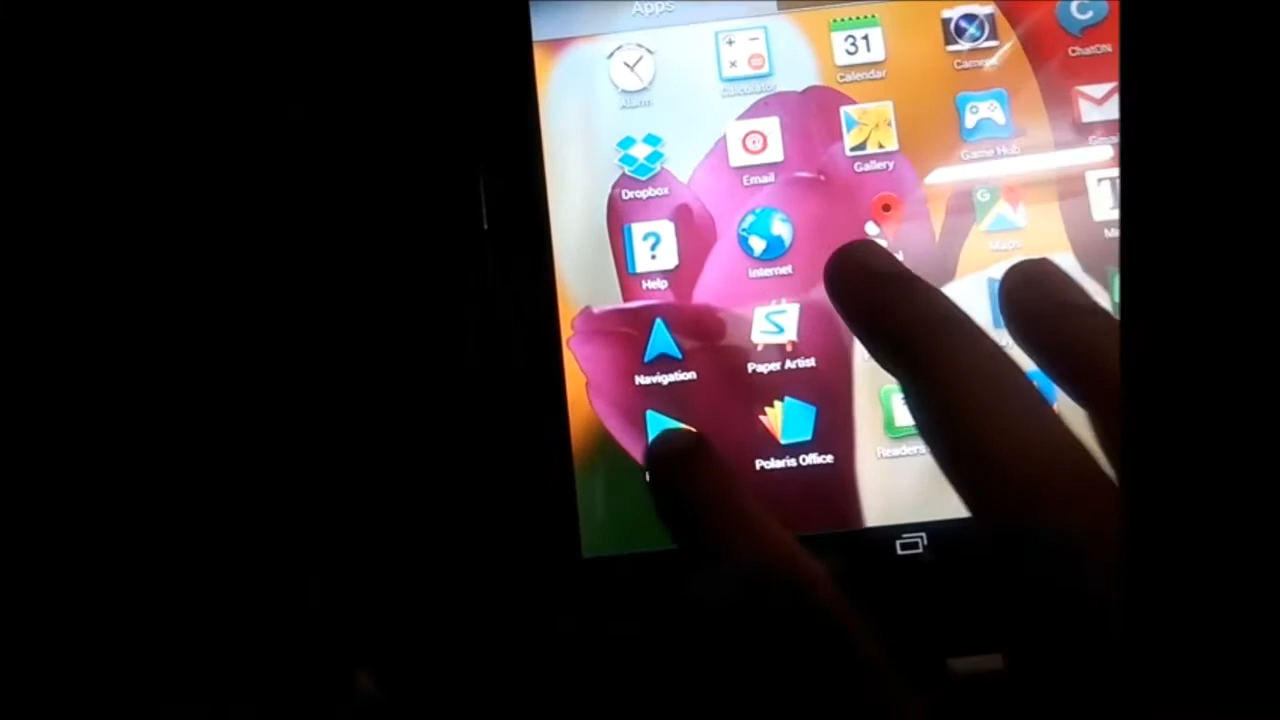 Apps
Alarm
Calculator
31
Calendar
Camera
ChatON
Dropbox
@
Email
Gallery
Game Hub
Gmail
?
Help
Internet
G
Maps
Navigation
S
Paper Artist
Polaris Office
Readers